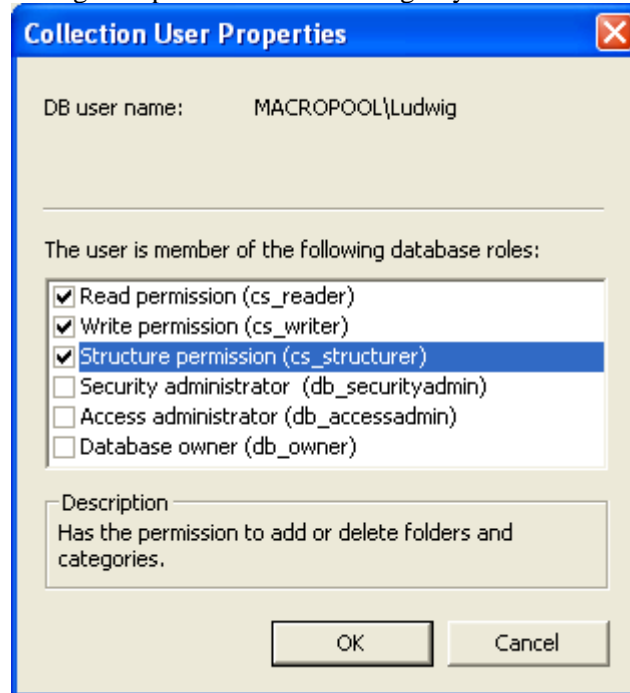 Collection User Properties
DB user name: MACROPOOL\Ludwig
The user is member of the following database roles:
Read permission (cs_reader)
Write permission (cs_writer)
Structure permission (cs_structurer)
Security administrator (db_securityadmin)
Access administrator (db_accessadmin)
Database owner (db_owner)
Description
Has the permission to add or delete folders and
categories.
OK Cancel